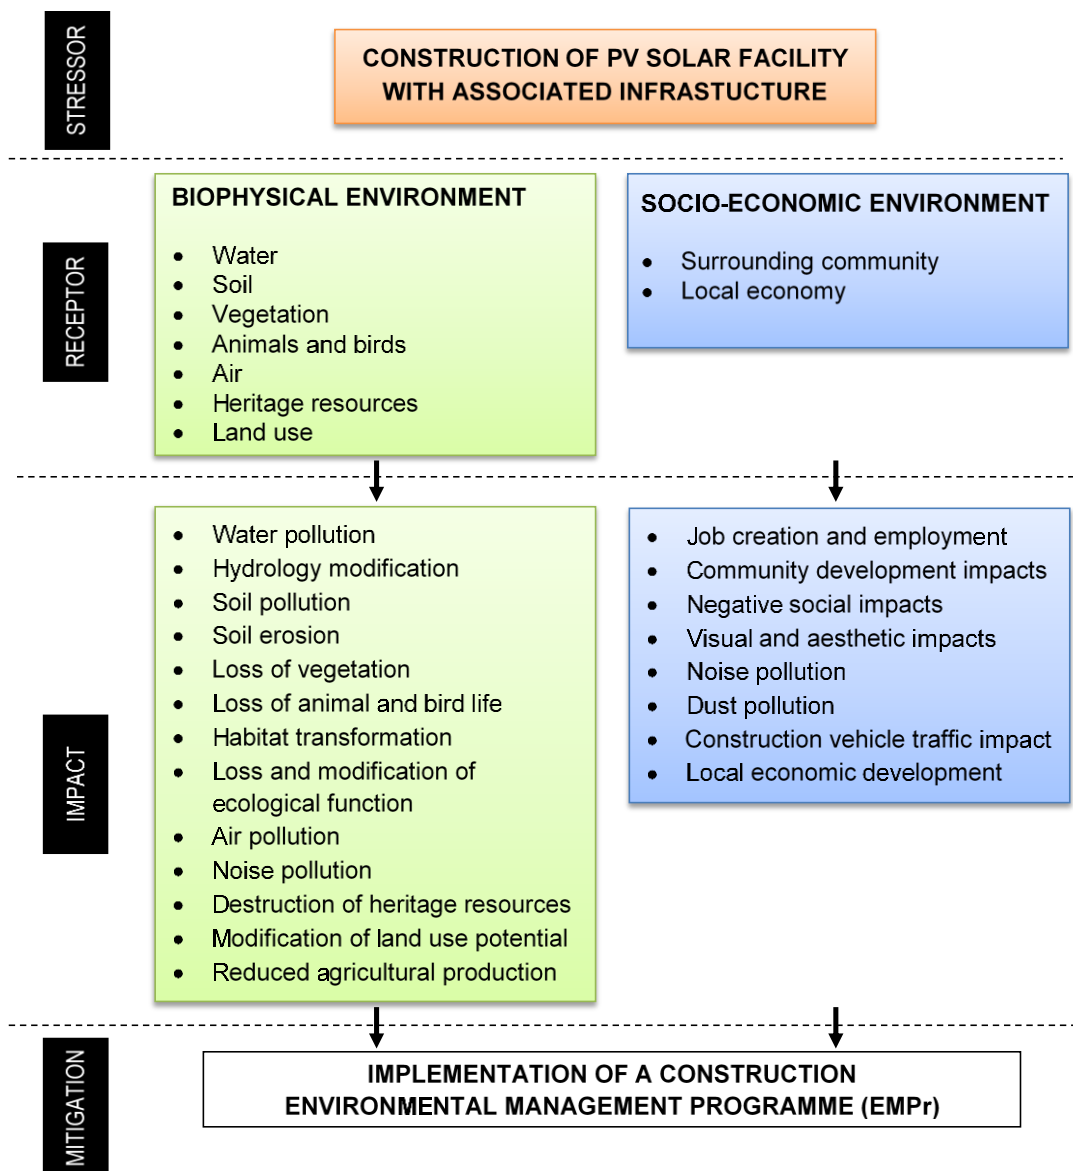 STRESSOR
CONSTRUCTION OF PV SOLAR FACILITY
WITH ASSOCIATED INFRASTUCTURE
RECEPTOR
BIOPHYSICAL ENVIRONMENT
• Water
• Soil
• Vegetation
• Animals and birds
• Air
• Heritage resources
• Land use
SOCIO-ECONOMIC ENVIRONMENT
• Surrounding community
• Local economy
IMPACT
• Water pollution
• Hydrology modification
• Soil pollution
• Soil erosion
• Loss of vegetation
• Loss of animal and bird life
• Habitat transformation
• Loss and modification of
ecological function
• Air pollution
• Noise pollution
• Destruction of heritage resources
• Modification of land use potential
• Reduced agricultural production
• Job creation and employment
• Community development impacts
• Negative social impacts
• Visual and aesthetic impacts
• Noise pollution
• Dust pollution
• Construction vehicle traffic impact
• Local economic development
MITIGATION
IMPLEMENTATION OF A CONSTRUCTION
ENVIRONMENTAL MANAGEMENT PROGRAMME (EMPr)